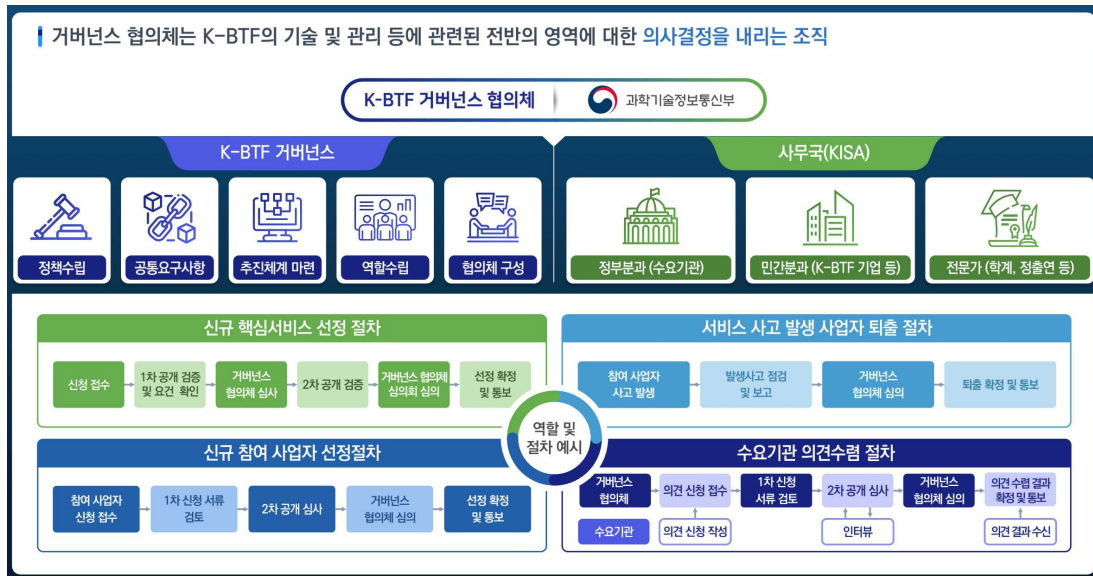 거버넌스 협의체는 K-BTF의 기술 및 관리 등에 관련된 전반의 영역에 대한 의사결정을 내리는 조직
K-BTF 거버넌스 협의체
과학기술정보통신부
K-BTF 거버넌스
정책수립
공통요구사항
추진체계 마련
역할수립
협의체 구성
사무국(KISA)
정부분과 (수요기관)
민간분과 (K-BTF 기업 등)
전문가 (학계, 정출연 등)
신규 핵심서비스 선정 절차
신청 접수
1차 공개 검증
및 요건 확인
거버넌스
협의체 심사
2차 공개 검증
거버넌스 협의체
심의회 심의
선정 확정
및 통보
서비스 사고 발생 사업자 퇴출 절차
참여 사업자
사고 발생
발생사고 점검
및 보고
거버넌스
협의체 심의
퇴출 확정 및 통보
역할 및
절차 예시
신규 참여 사업자 선정절차
참여 사업자
신청 접수
1차 신청 서류
검토
2차 공개 심사
거버넌스
협의체 심의
선정 확정
및 통보
수요기관 의견수렴 절차
거버넌스
협의체
의견 신청 접수
1차 신청
서류 검토
2차 공개 심사
거버넌스
협의체 심의
의견 수렴 결과
확정 및 통보
수요기관
의견 신청 작성
인터뷰
의견 결과 수신